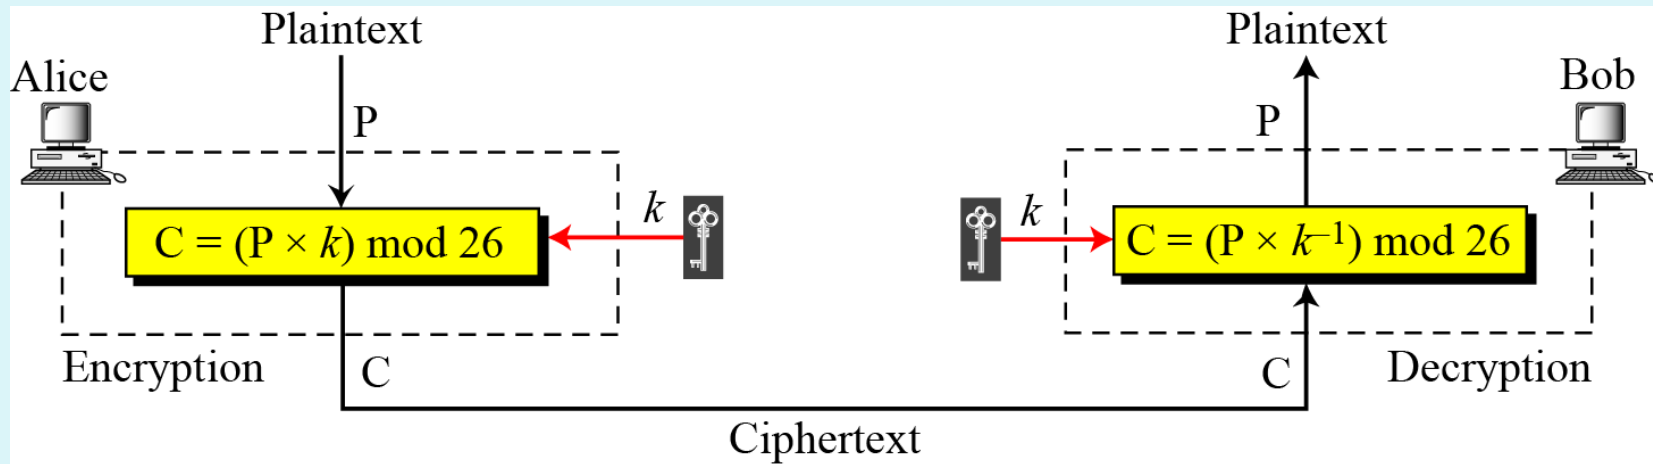 Plaintext
Plaintext
Alice
Bob
P
P
k
k
C = (P × k) mod 26
C = (P × k⁻¹) mod 26
Encryption
C
C
Decryption
Ciphertext